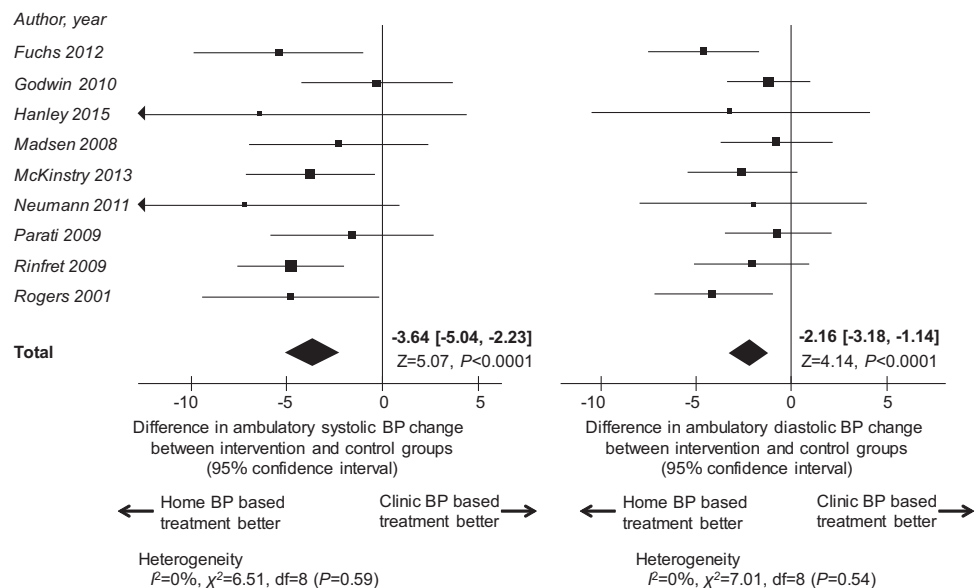 Author, year
Fuchs 2012
Godwin 2010
Hanley 2015
Madsen 2008
McKinstry 2013
Neumann 2011
Parati 2009
Rinfret 2009
Rogers 2001
Total
-3.64 [-5.04, -2.23]
Z=5.07, P<0.0001
-10 -5 0 5
Difference in ambulatory systolic BP change
between intervention and control groups
(95% confidence interval)
Home BP based
treatment better
Clinic BP based
treatment better
Heterogeneity
I²=0%, χ²=6.51, df=8 (P=0.59)
-2.16 [-3.18, -1.14]
Z=4.14, P<0.0001
-10 -5 0 5
Difference in ambulatory diastolic BP change
between intervention and control groups
(95% confidence interval)
Home BP based
treatment better
Clinic BP based
treatment better
Heterogeneity
I²=0%, χ²=7.01, df=8 (P=0.54)